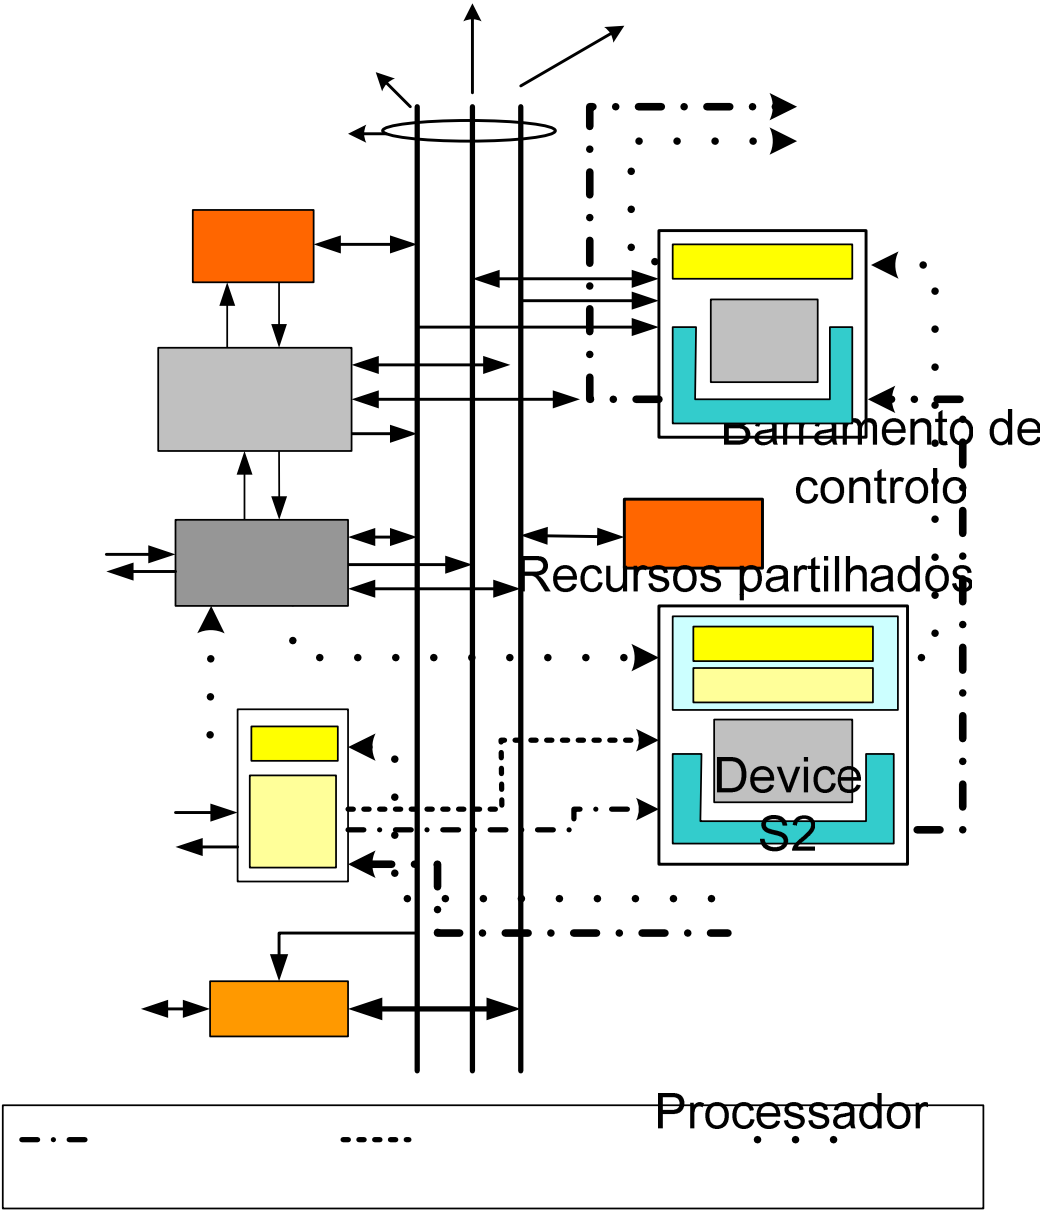 Barramento de
controlo
Recursos partilhados
Device
S2
Processador